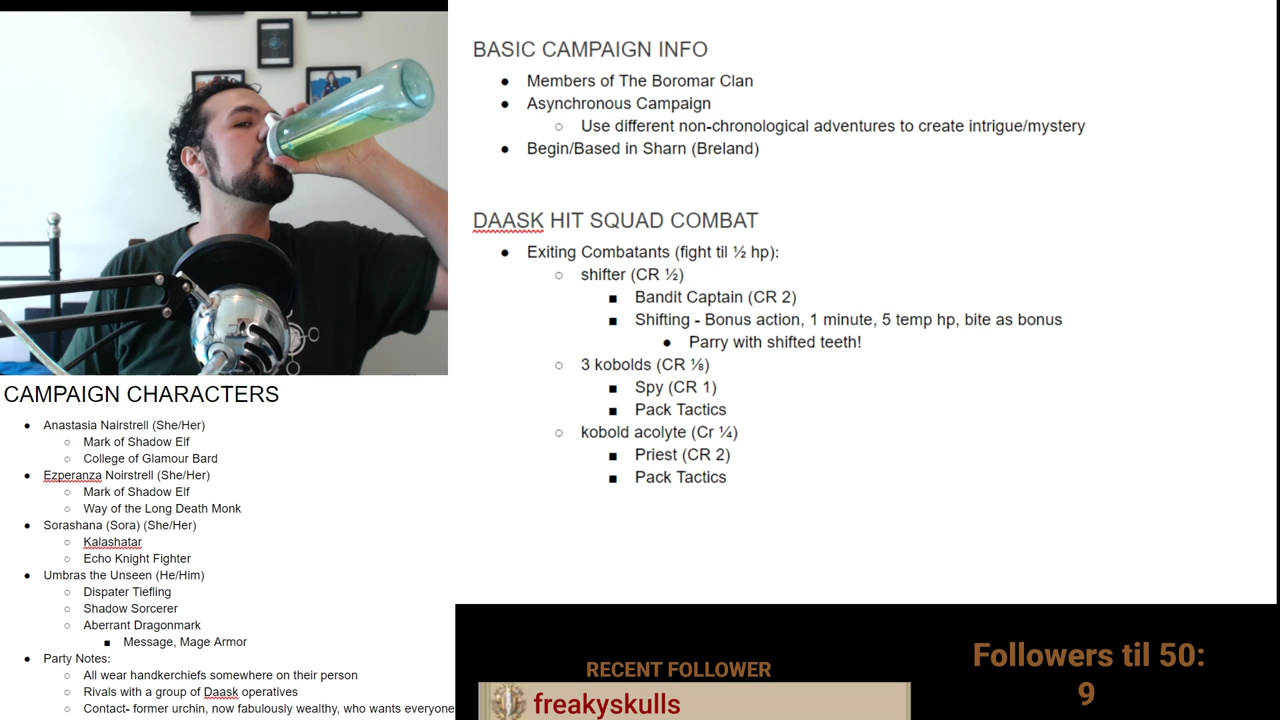 BASIC CAMPAIGN INFO
● Members of The Boromar Clan
● Asynchronous Campaign
○ Use different non-chronological adventures to create intrigue/mystery
● Begin/Based in Sharn (Breland)
DAASK HIT SQUAD COMBAT
● Exiting Combatants (fight til ½ hp):
○ shifter (CR ½)
■ Bandit Captain (CR 2)
■ Shifting - Bonus action, 1 minute, 5 temp hp, bite as bonus
● Parry with shifted teeth!
○ 3 kobolds (CR ⅛)
■ Spy (CR 1)
■ Pack Tactics
○ kobold acolyte (Cr ¼)
■ Priest (CR 2)
■ Pack Tactics
CAMPAIGN CHARACTERS
● Anastasia Nairstrell (She/Her)
○ Mark of Shadow Elf
○ College of Glamour Bard
● Ezperanza Noirstrell (She/Her)
○ Mark of Shadow Elf
○ Way of the Long Death Monk
● Sorashana (Sora) (She/Her)
○ Kalashatar
○ Echo Knight Fighter
● Umbras the Unseen (He/Him)
○ Dispater Tiefling
○ Shadow Sorcerer
○ Aberrant Dragonmark
■ Message, Mage Armor
● Party Notes:
○ All wear handkerchiefs somewhere on their person
○ Rivals with a group of Daask operatives
○ Contact- former urchin, now fabulously wealthy, who wants everyone
RECENT FOLLOWER
freakyskulls
Followers til 50:
9